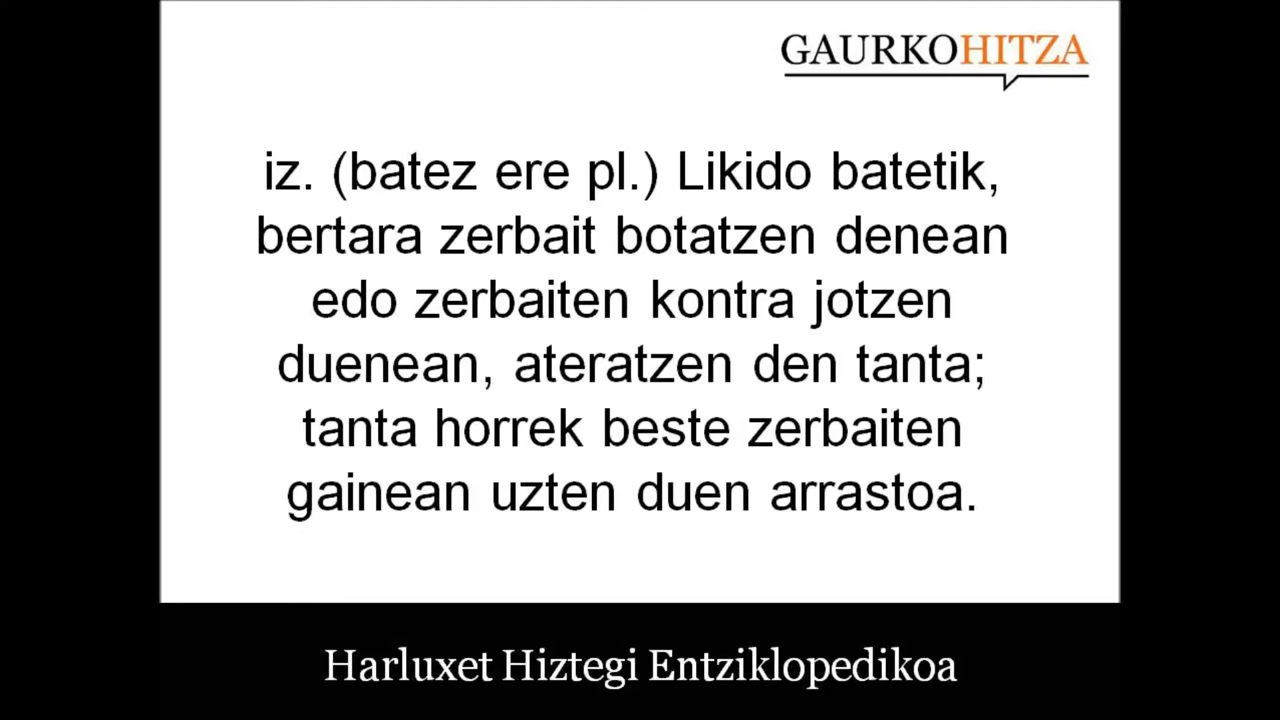 GAURKOHITZA
iz. (batez ere pl.) Likido batetik,
bertara zerbait botatzen denean
edo zerbaiten kontra jotzen
duenean, ateratzen den tanta;
tanta horrek beste zerbaiten
gainean uzten duen arrastoa.
Harluxet Hiztegi Entziklopedikoa